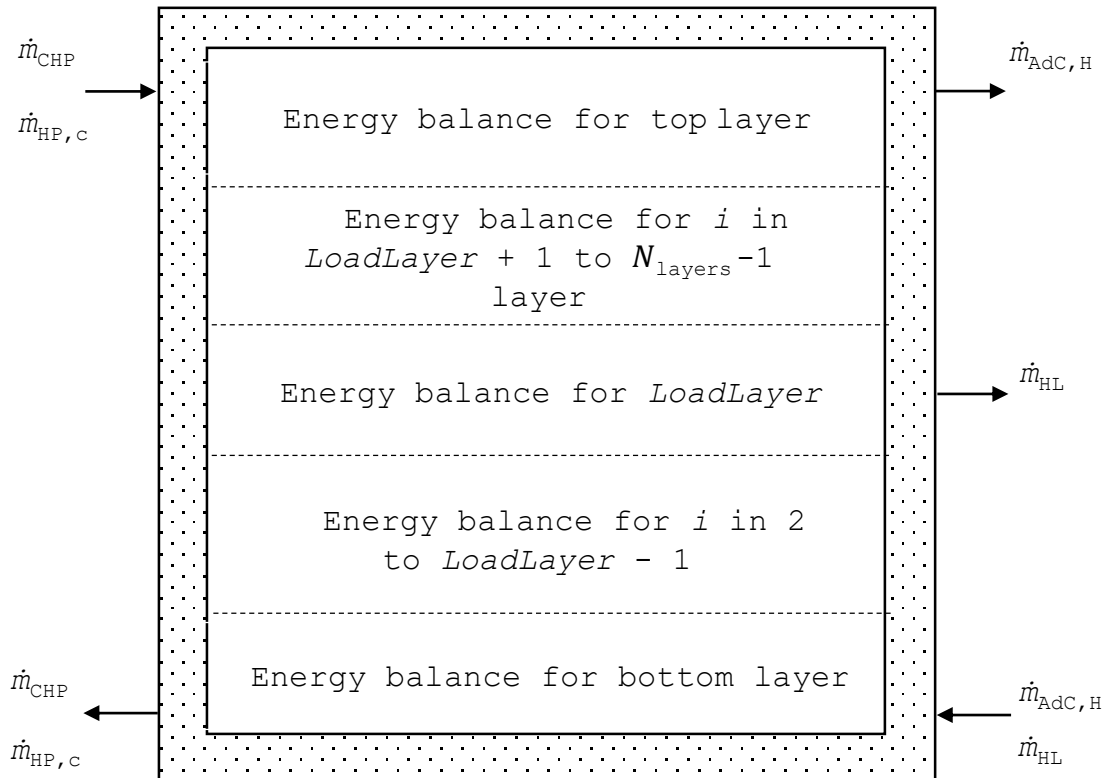 ṁCHP
ṁHP,c
ṁAdC,H
Energy balance for top layer
Energy balance for i in
LoadLayer + 1 to Nlayers-1
layer
Energy balance for LoadLayer
ṁHL
Energy balance for i in 2
to LoadLayer - 1
Energy balance for bottom layer
ṁCHP
ṁHP,c
ṁAdC,H
ṁHL